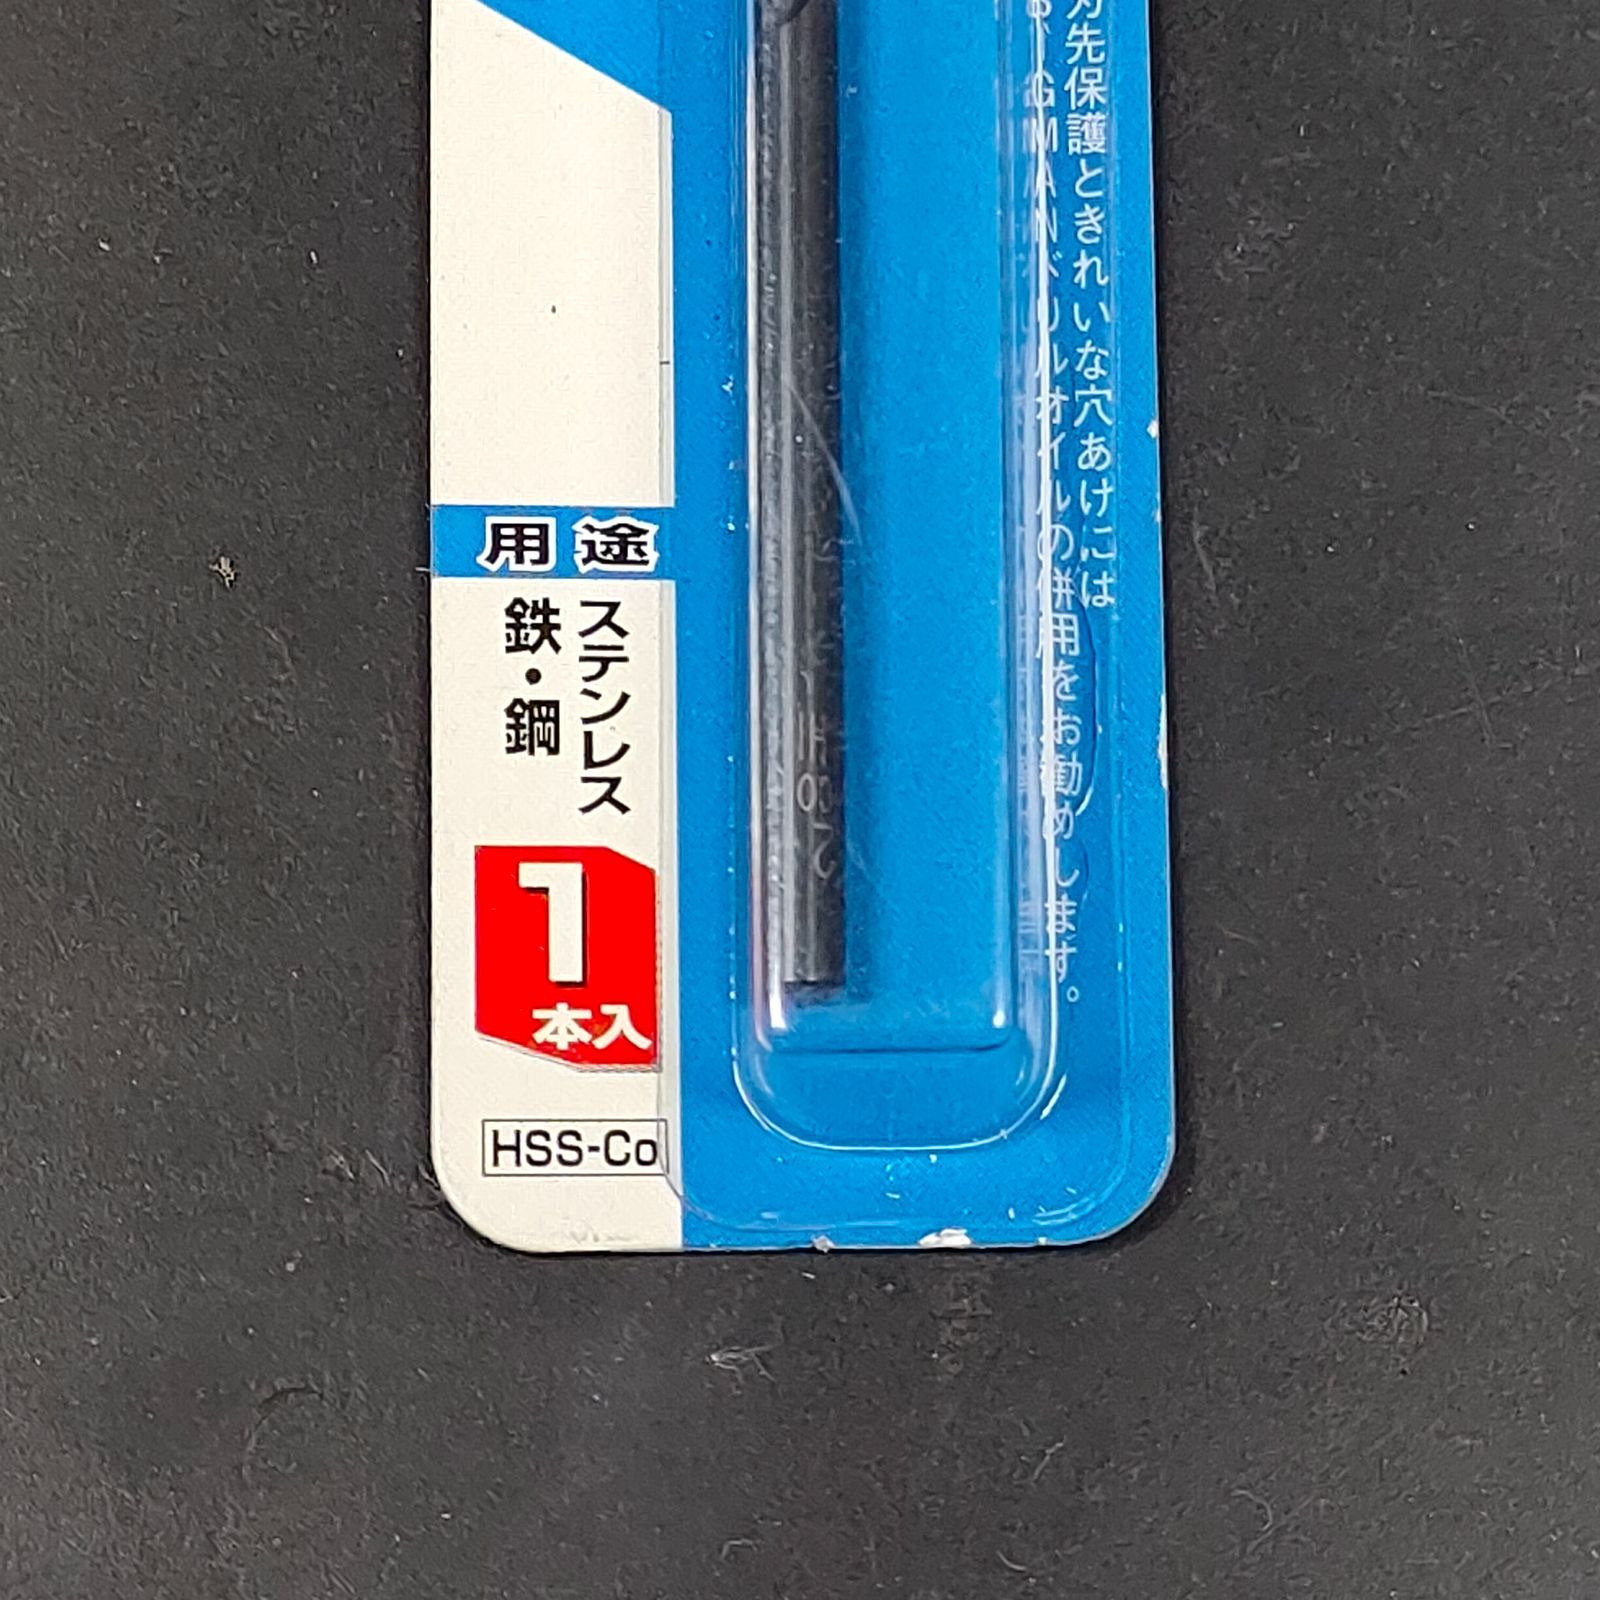 刃先保護ときれいな穴あけには
GMANドリルオイルの併用をお勧めします。
用途
ステンレス
鉄・鋼
1
本入
HSS-Co